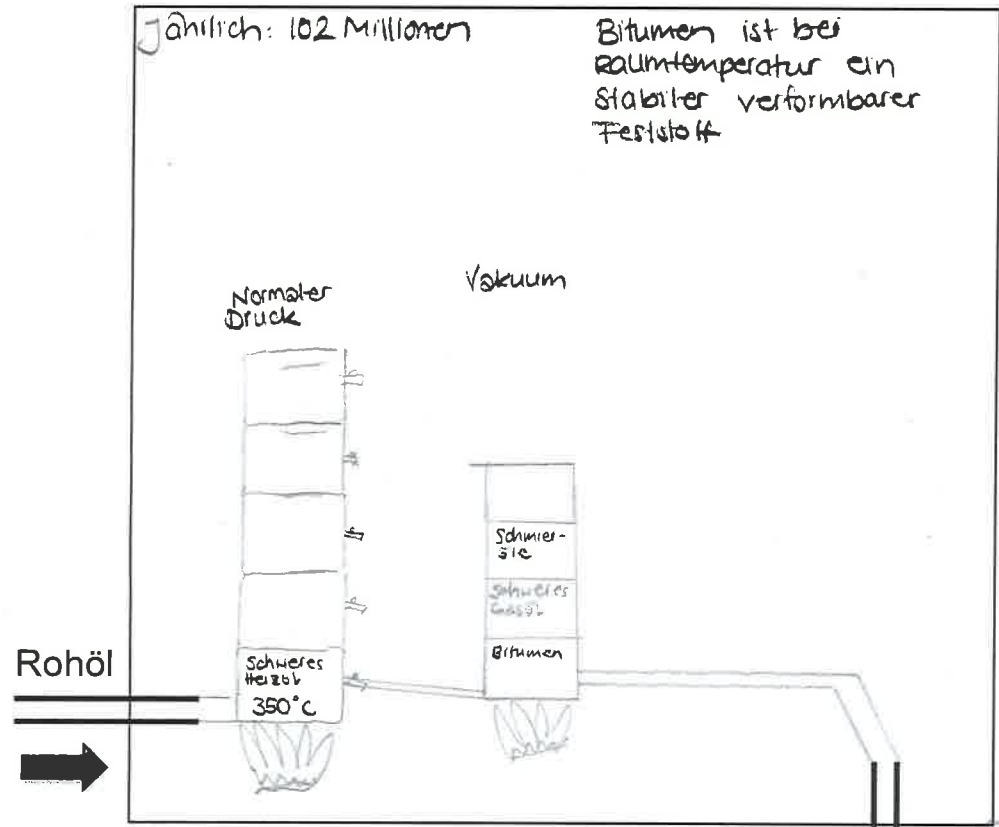 Jährlich: 102 Millionen
Bitumen ist bei
Raumtemperatur ein
Stabiler verformbarer
Feststoff
Vakuum
Normaler
Druck
Schmier-
öle
Schweres
Gasöl
Bitumen
Rohöl
Schweres
Heizöl
350°C